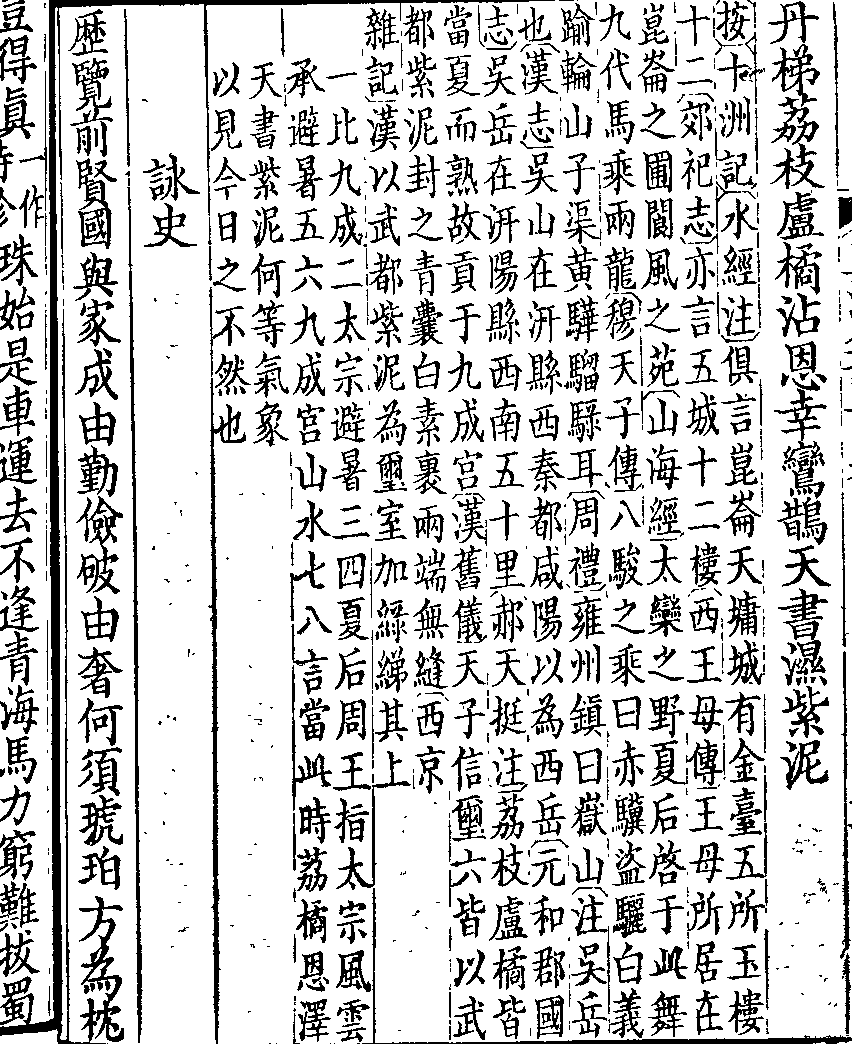 丹梯荔枝盧橘沾恩幸鸞鵲天書濕紫泥
按十洲記水經注俱言崑崙天墉城有金臺五所玉樓
十二郊祀志亦言五城十二樓西王母傳王母所居在
崑崙之圃閬風之苑山海經太欒之野夏后啓于此舞
九代馬乘兩龍穆天子傳八駿之乘曰赤驥盜驪白義
踰輪山子渠黃驊騮騄耳周禮雍州鎮曰嶽山注吳岳
也漢志吳山在汧縣西秦都咸陽以為西岳元和郡國
志吳岳在汧陽縣西南五十里郝天挺注荔枝盧橘皆
當夏而熟故貢于九成宮漢舊儀天子信璽六皆以武
都紫泥封之青囊白素裹兩端無縫西京
雜記漢以武都紫泥為璽室加綠綈其上
一比九成二太宗避暑三四夏后周王指太宗風雲
承避暑五六九成宮山水七八言當此時荔橘恩澤
天書紫泥何等氣象
以見今日之不然也
詠史
歷覽前賢國與家成由勤儉破由奢何須琥珀方為枕
豈得真一作待珍珠始是車運去不逢青海馬力窮難拔蜀